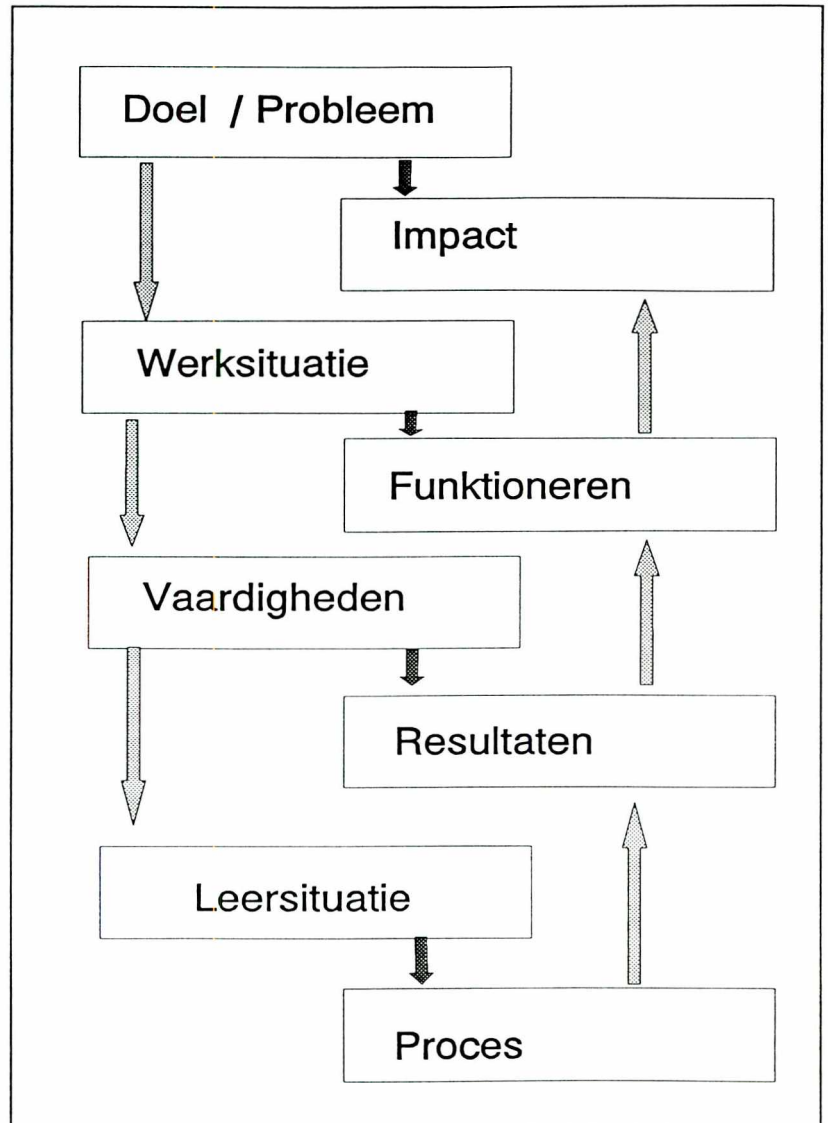 Doel / Probleem
Impact
Werksituatie
Funktioneren
Vaardigheden
Resultaten
Leersituatie
Proces